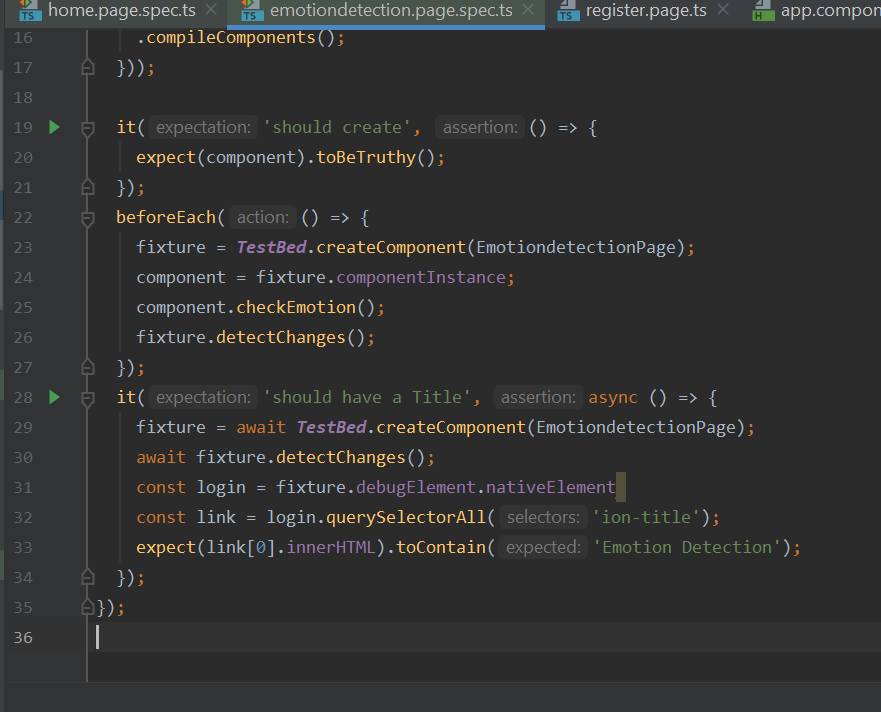 home.page.spec.ts × emotiondetection.page.spec.ts × register.page.ts × app.compon
16 .compileComponents();
17 }));
18
19 it( expectation: 'should create', assertion: () => {
20 expect(component).toBeTruthy();
21 });
22 beforeEach( action: () => {
23 fixture = TestBed.createComponent(EmotiondetectionPage);
24 component = fixture.componentInstance;
25 component.checkEmotion();
26 fixture.detectChanges();
27 });
28 it( expectation: 'should have a Title', assertion: async () => {
29 fixture = await TestBed.createComponent(EmotiondetectionPage);
30 await fixture.detectChanges();
31 const login = fixture.debugElement.nativeElement
32 const link = login.querySelectorAll( selectors: 'ion-title');
33 expect(link[0].innerHTML).toContain( expected: 'Emotion Detection');
34 });
35 });
36